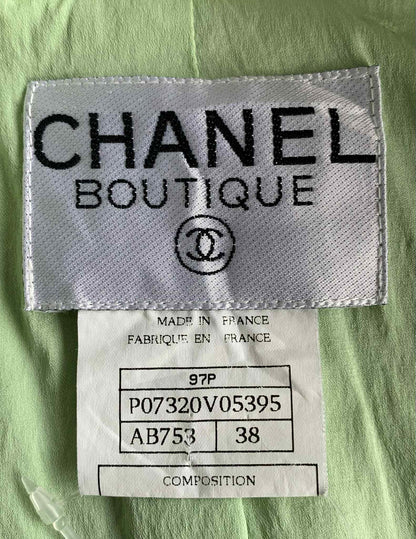 CHANEL
BOUTIQUE
MADE IN FRANCE
FABRIQUE EN FRANCE
97P
P07320V05395
AB753 38
COMPOSITION